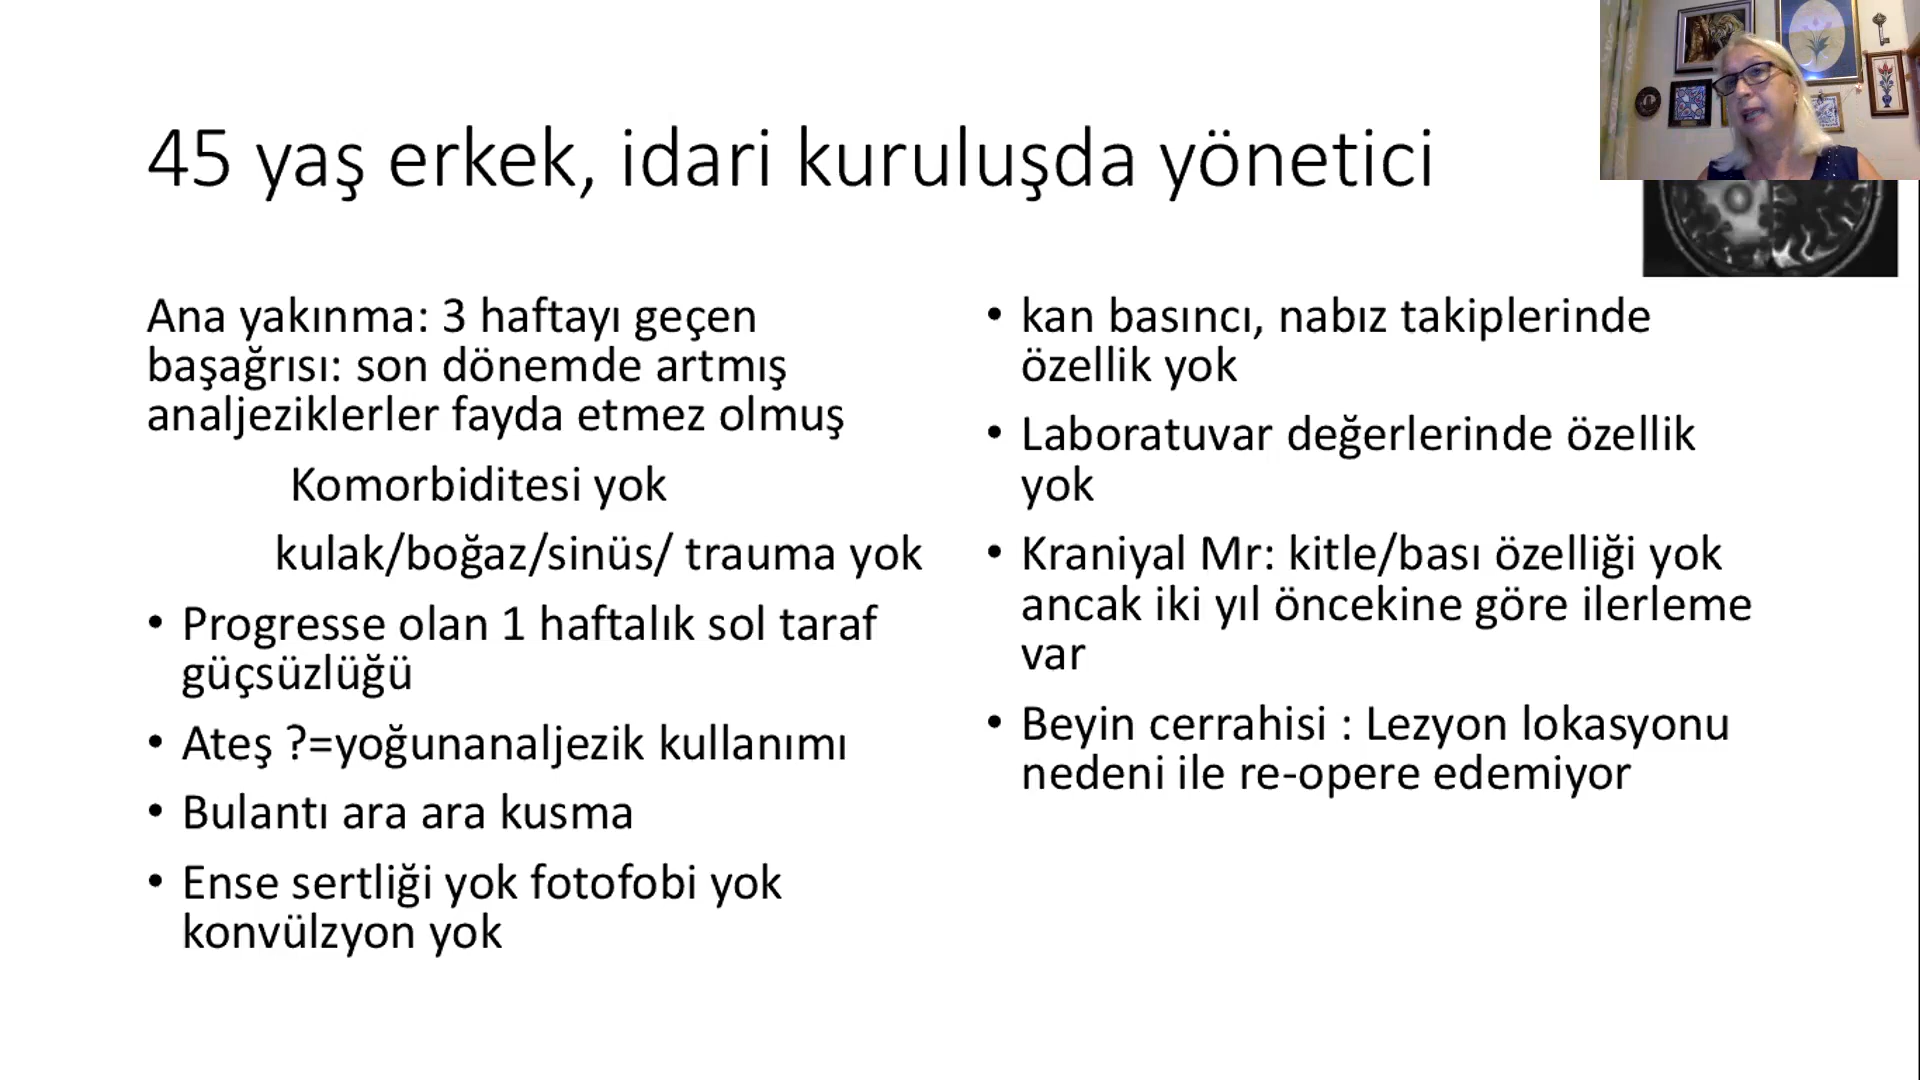 45 yaş erkek, idari kuruluşda yönetici
Ana yakınma: 3 haftayı geçen
başağrısı: son dönemde artmış
analjeziklerler fayda etmez olmuş
Komorbiditesi yok
kulak/boğaz/sinüs/ trauma yok
• Progresse olan 1 haftalık sol taraf
güçsüzlüğü
• Ateş ?=yoğunanaljezik kullanımı
• Bulantı ara ara kusma
• Ense sertliği yok fotofobi yok
konvülzyon yok
• kan basıncı, nabız takiplerinde
özellik yok
• Laboratuvar değerlerinde özellik
yok
• Kraniyal Mr: kitle/bası özelliği yok
ancak iki yıl öncekine göre ilerleme
var
• Beyin cerrahisi : Lezyon lokasyonu
nedeni ile re-opere edemiyor